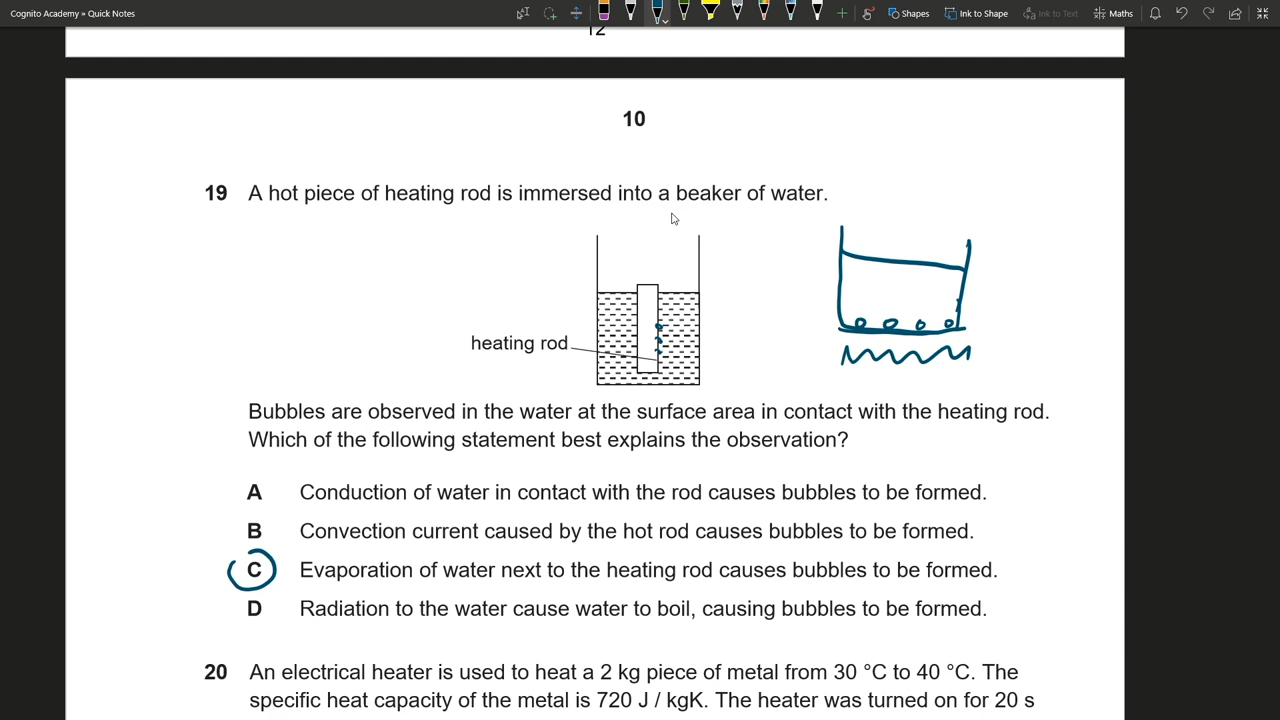 Cognito Academy » Quick Notes
Shapes Ink to Shape Ink to Text Maths
12
10
19 A hot piece of heating rod is immersed into a beaker of water.
heating rod
Bubbles are observed in the water at the surface area in contact with the heating rod.
Which of the following statement best explains the observation?
A Conduction of water in contact with the rod causes bubbles to be formed.
B Convection current caused by the hot rod causes bubbles to be formed.
C Evaporation of water next to the heating rod causes bubbles to be formed.
D Radiation to the water cause water to boil, causing bubbles to be formed.
20 An electrical heater is used to heat a 2 kg piece of metal from 30 °C to 40 °C. The
specific heat capacity of the metal is 720 J / kgK. The heater was turned on for 20 s